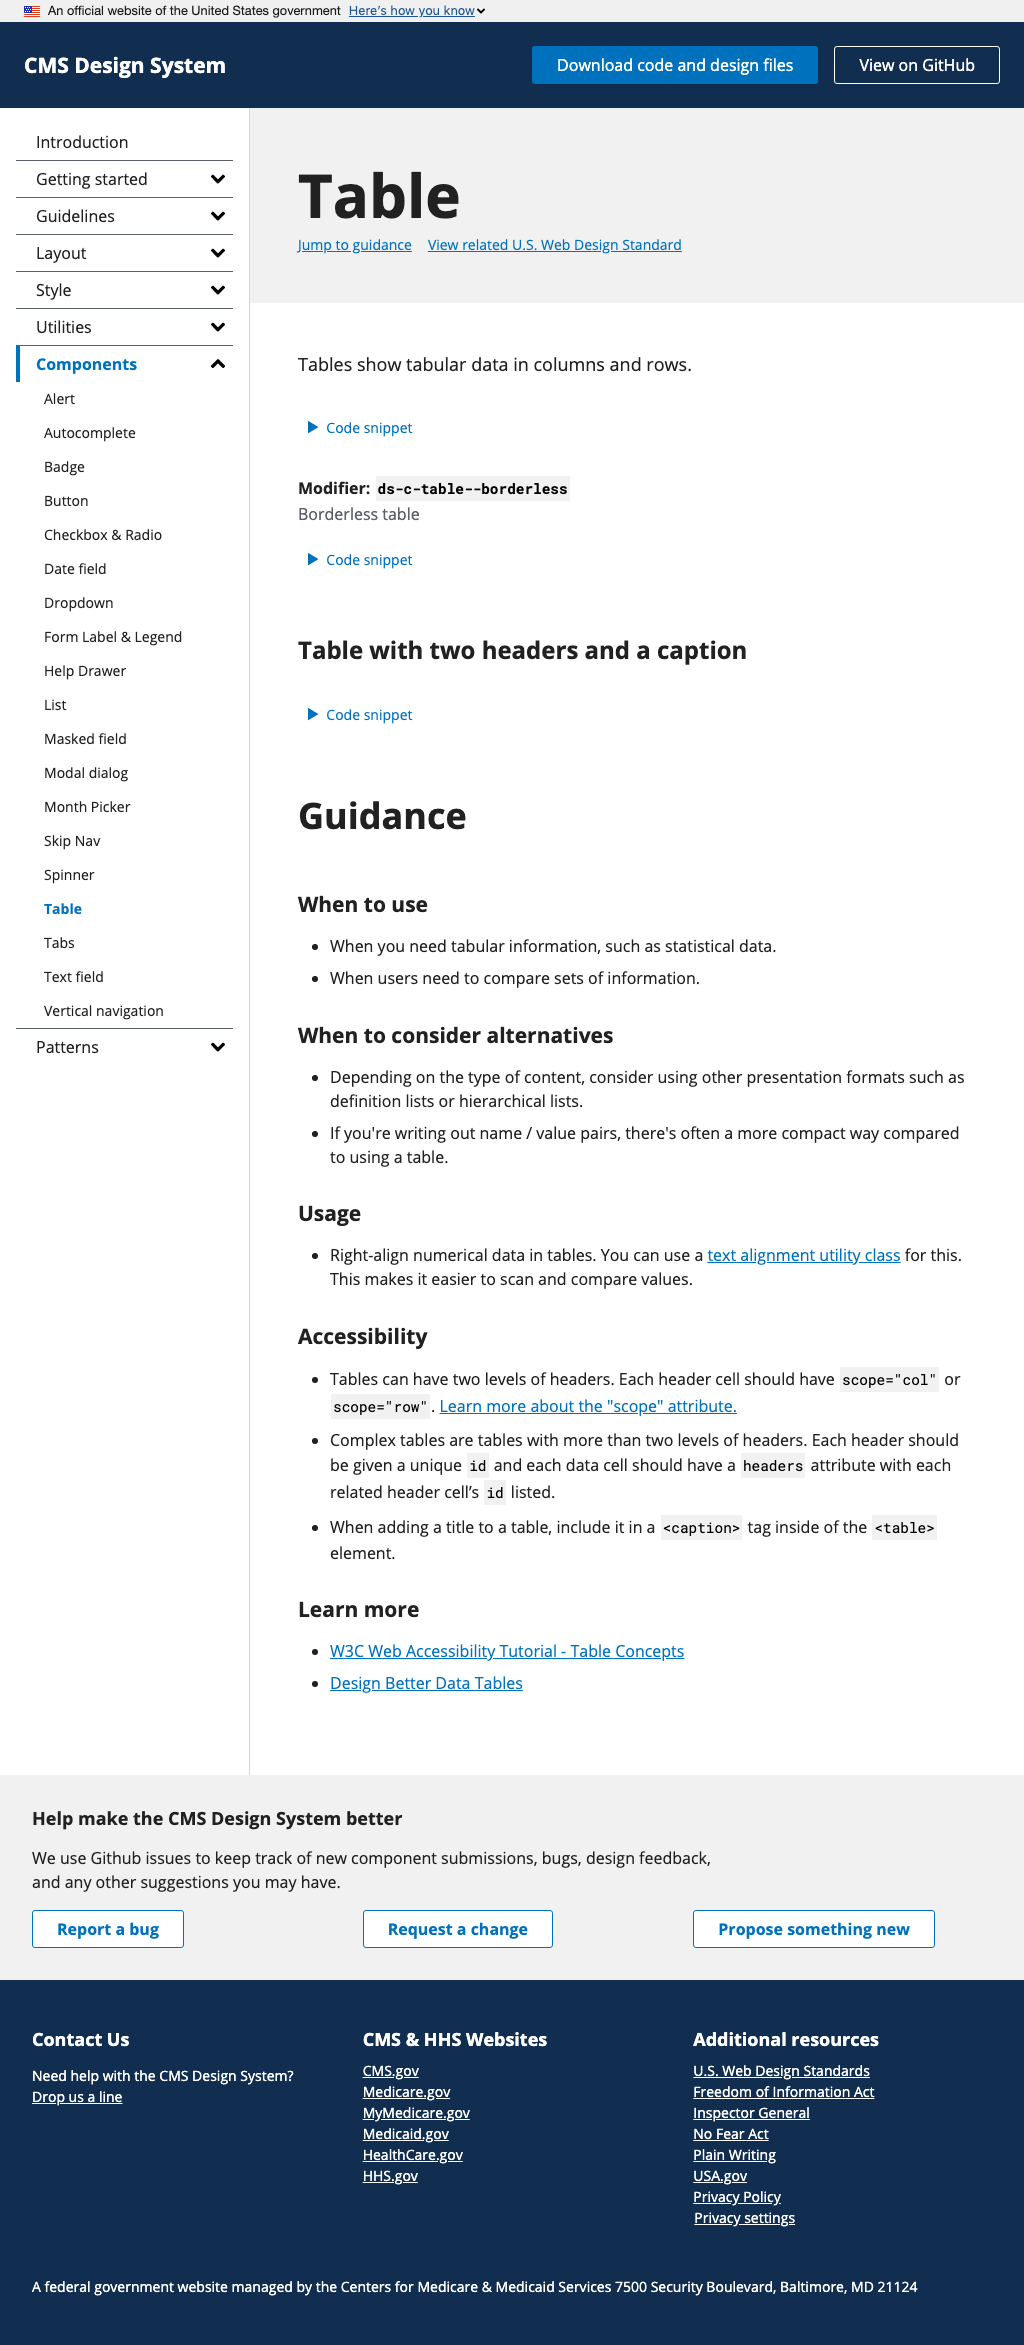 An official website of the United States government Here's how you know
CMS Design System
Download code and design files
View on GitHub
Introduction
Getting started
Guidelines
Layout
Style
Utilities
Components
Alert
Autocomplete
Badge
Button
Checkbox & Radio
Date field
Dropdown
Form Label & Legend
Help Drawer
List
Masked field
Modal dialog
Month Picker
Skip Nav
Spinner
Table
Tabs
Text field
Vertical navigation
Patterns
Table
Jump to guidance View related U.S. Web Design Standard
Tables show tabular data in columns and rows.
Code snippet
Modifier: ds-c-table--borderless
Borderless table
Code snippet
Table with two headers and a caption
Code snippet
Guidance
When to use
When you need tabular information, such as statistical data.
When users need to compare sets of information.
When to consider alternatives
Depending on the type of content, consider using other presentation formats such as
definition lists or hierarchical lists.
If you're writing out name / value pairs, there's often a more compact way compared
to using a table.
Usage
Right-align numerical data in tables. You can use a text alignment utility class for this.
This makes it easier to scan and compare values.
Accessibility
Tables can have two levels of headers. Each header cell should have scope="col" or
scope="row". Learn more about the "scope" attribute.
Complex tables are tables with more than two levels of headers. Each header should
be given a unique id and each data cell should have a headers attribute with each
related header cell’s id listed.
When adding a title to a table, include it in a <caption> tag inside of the <table>
element.
Learn more
W3C Web Accessibility Tutorial - Table Concepts
Design Better Data Tables
Help make the CMS Design System better
We use Github issues to keep track of new component submissions, bugs, design feedback,
and any other suggestions you may have.
Report a bug
Request a change
Propose something new
Contact Us
Need help with the CMS Design System?
Drop us a line
CMS & HHS Websites
CMS.gov
Medicare.gov
MyMedicare.gov
Medicaid.gov
HealthCare.gov
HHS.gov
Additional resources
U.S. Web Design Standards
Freedom of Information Act
Inspector General
No Fear Act
Plain Writing
USA.gov
Privacy Policy
Privacy settings
A federal government website managed by the Centers for Medicare & Medicaid Services 7500 Security Boulevard, Baltimore, MD 21124